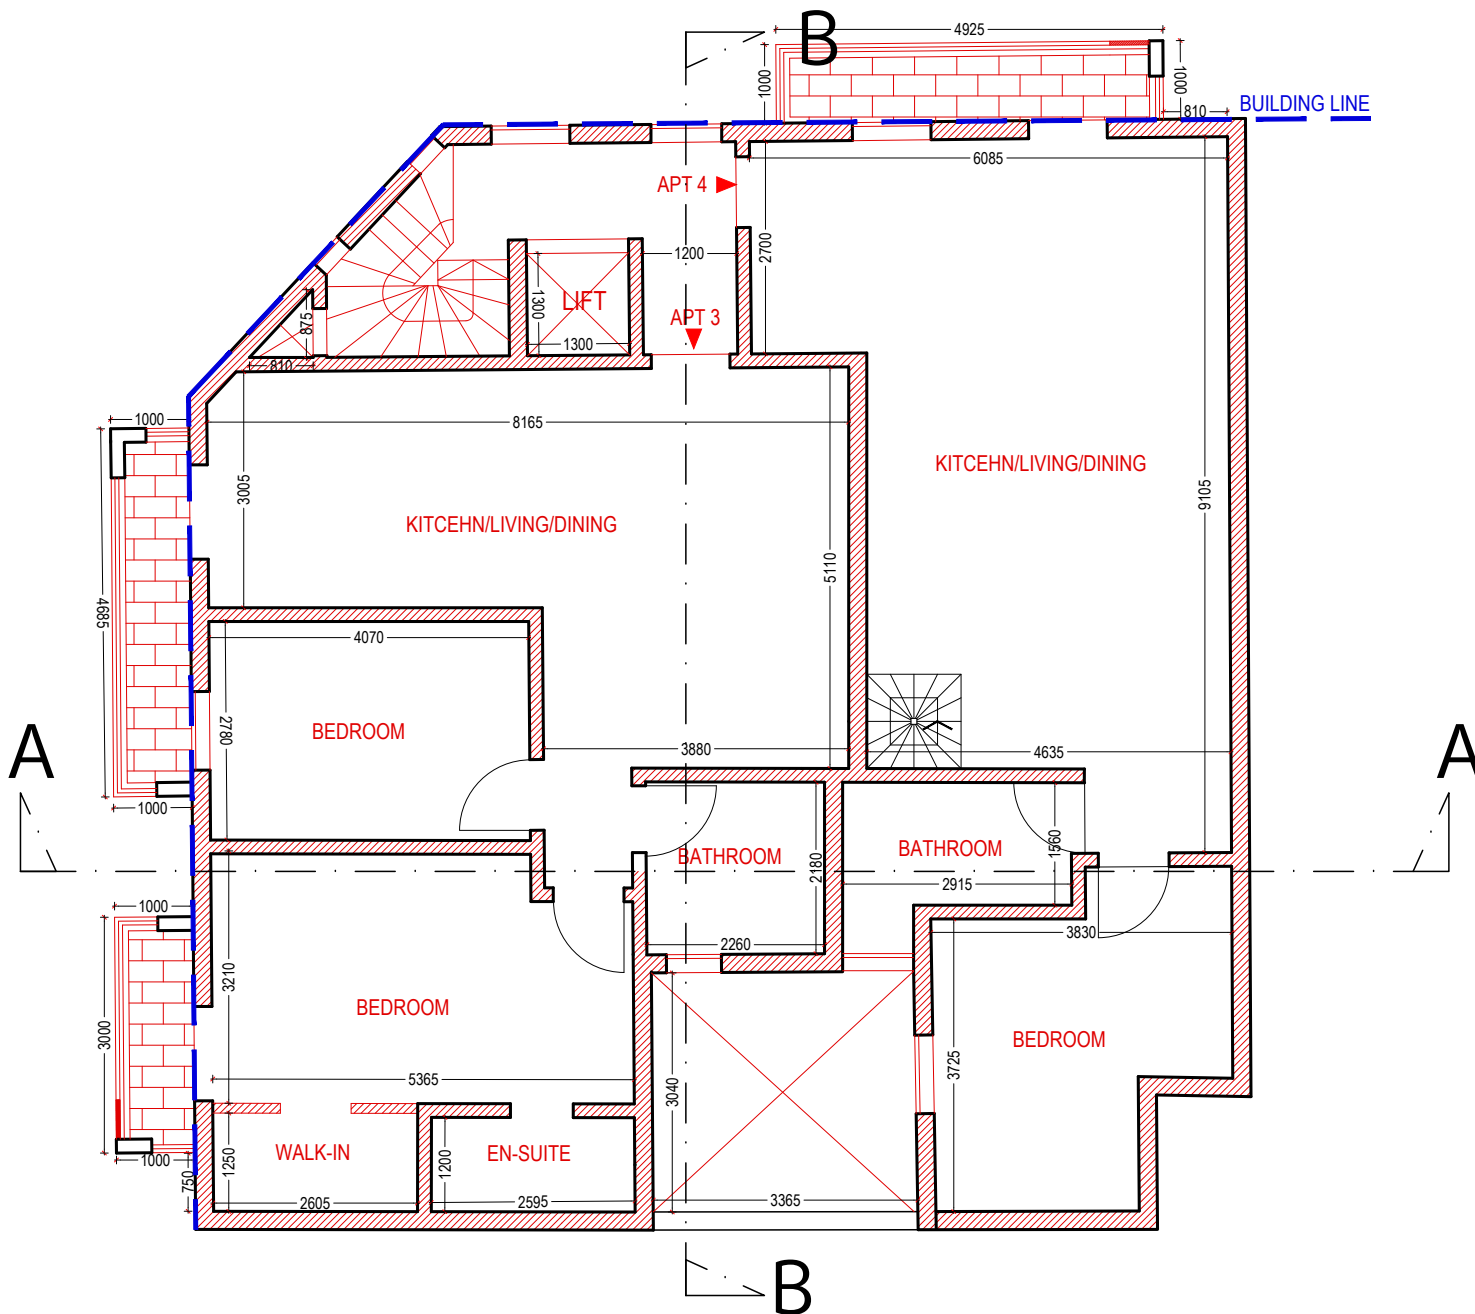 B
4925
1000
1000
810
BUILDING LINE
6085
APT 4
2700
1200
1300
LIFT
APT 3
875
1300
810
1000
8165
3005
KITCEHN/LIVING/DINING
KITCEHN/LIVING/DINING
9105
5110
4685
4070
2780
BEDROOM
3880
4635
A
A
1000
BATHROOM
2180
BATHROOM
1560
2915
1000
3830
2260
3210
BEDROOM
3000
BEDROOM
3725
5365
3040
WALK-IN
EN-SUITE
1000
1250
1200
750
2605
2595
3365
B